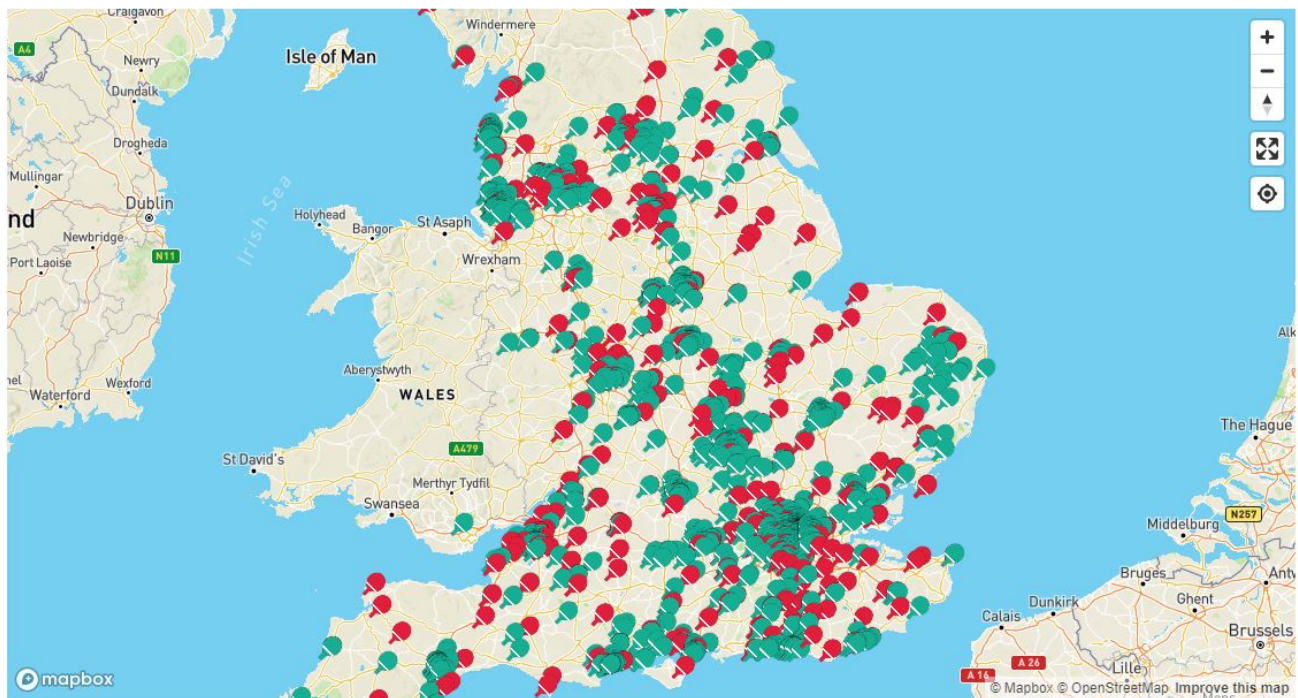 Craigavon
Windermere
A4
Isle of Man
Newry
Dundalk
Drogheda
Mullingar
Dublin
nd
Irish Sea
Holyhead
Bangor
St Asaph
Newbridge
N11
Port Laoise
Wrexham
Aberystwyth
Wexford
Waterford
WALES
The Hague
A479
St David's
Merthyr Tydfil
Swansea
N257
Middelburg
Bruges
Antw
Ghent
Dunkirk
Calais
Brussels
A 26
Lille
A 16
mapbox
© Mapbox © OpenStreetMap Improve this map